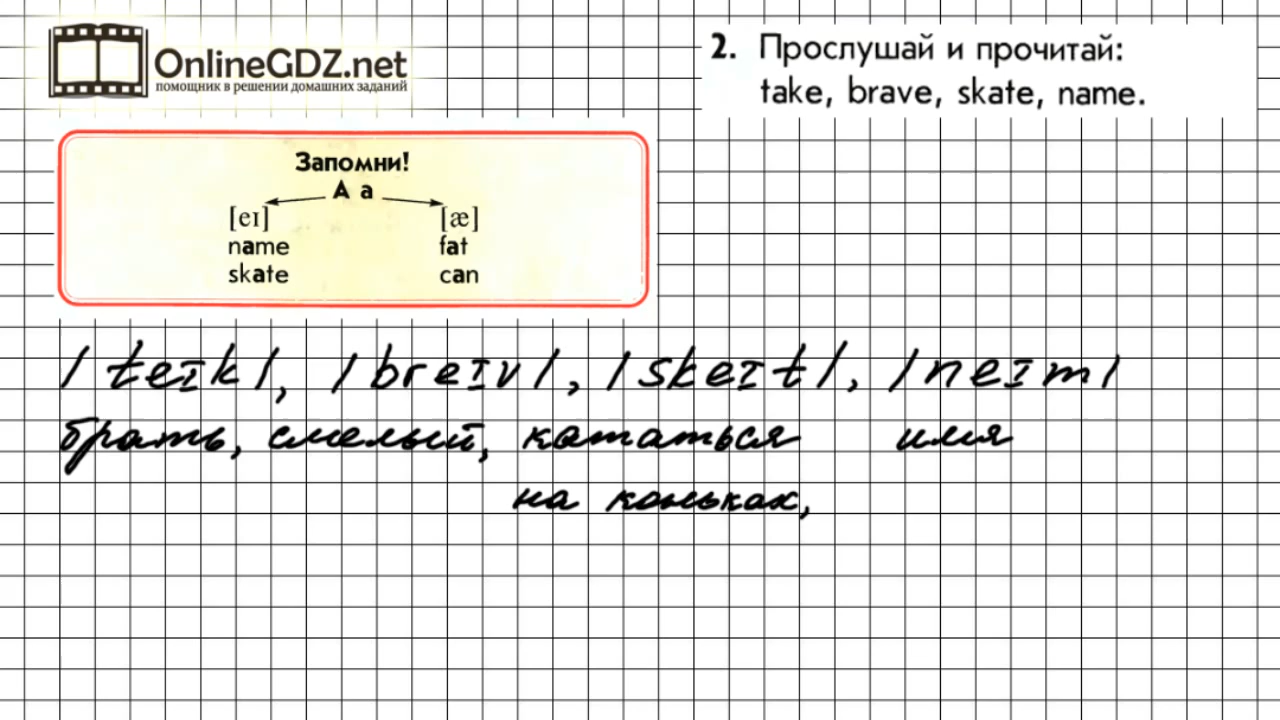 OnlineGDZ.net
помощник в решении домашних заданий
2. Прослушай и прочитай:
take, brave, skate, name.
Запомни!
A a
[eɪ] [æ]
name fat
skate can
/teɪk/, /breɪv/, /skeɪt/, /neɪm/
брать, смелый, кататься имя
на коньках,